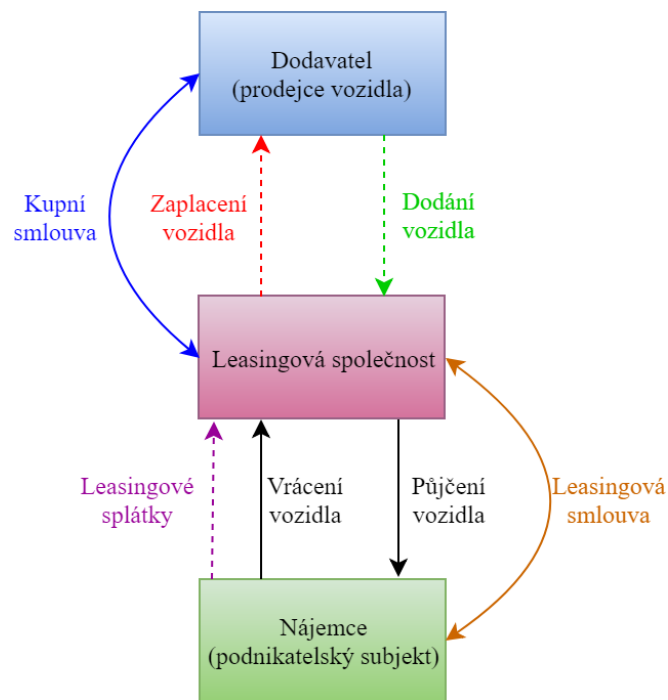 Dodavatel
(prodejce vozidla)
Kupní
smlouva
Zaplacení
vozidla
Dodání
vozidla
Leasingová společnost
Leasingové
splátky
Vrácení
vozidla
Půjčení
vozidla
Leasingová
smlouva
Nájemce
(podnikatelský subjekt)